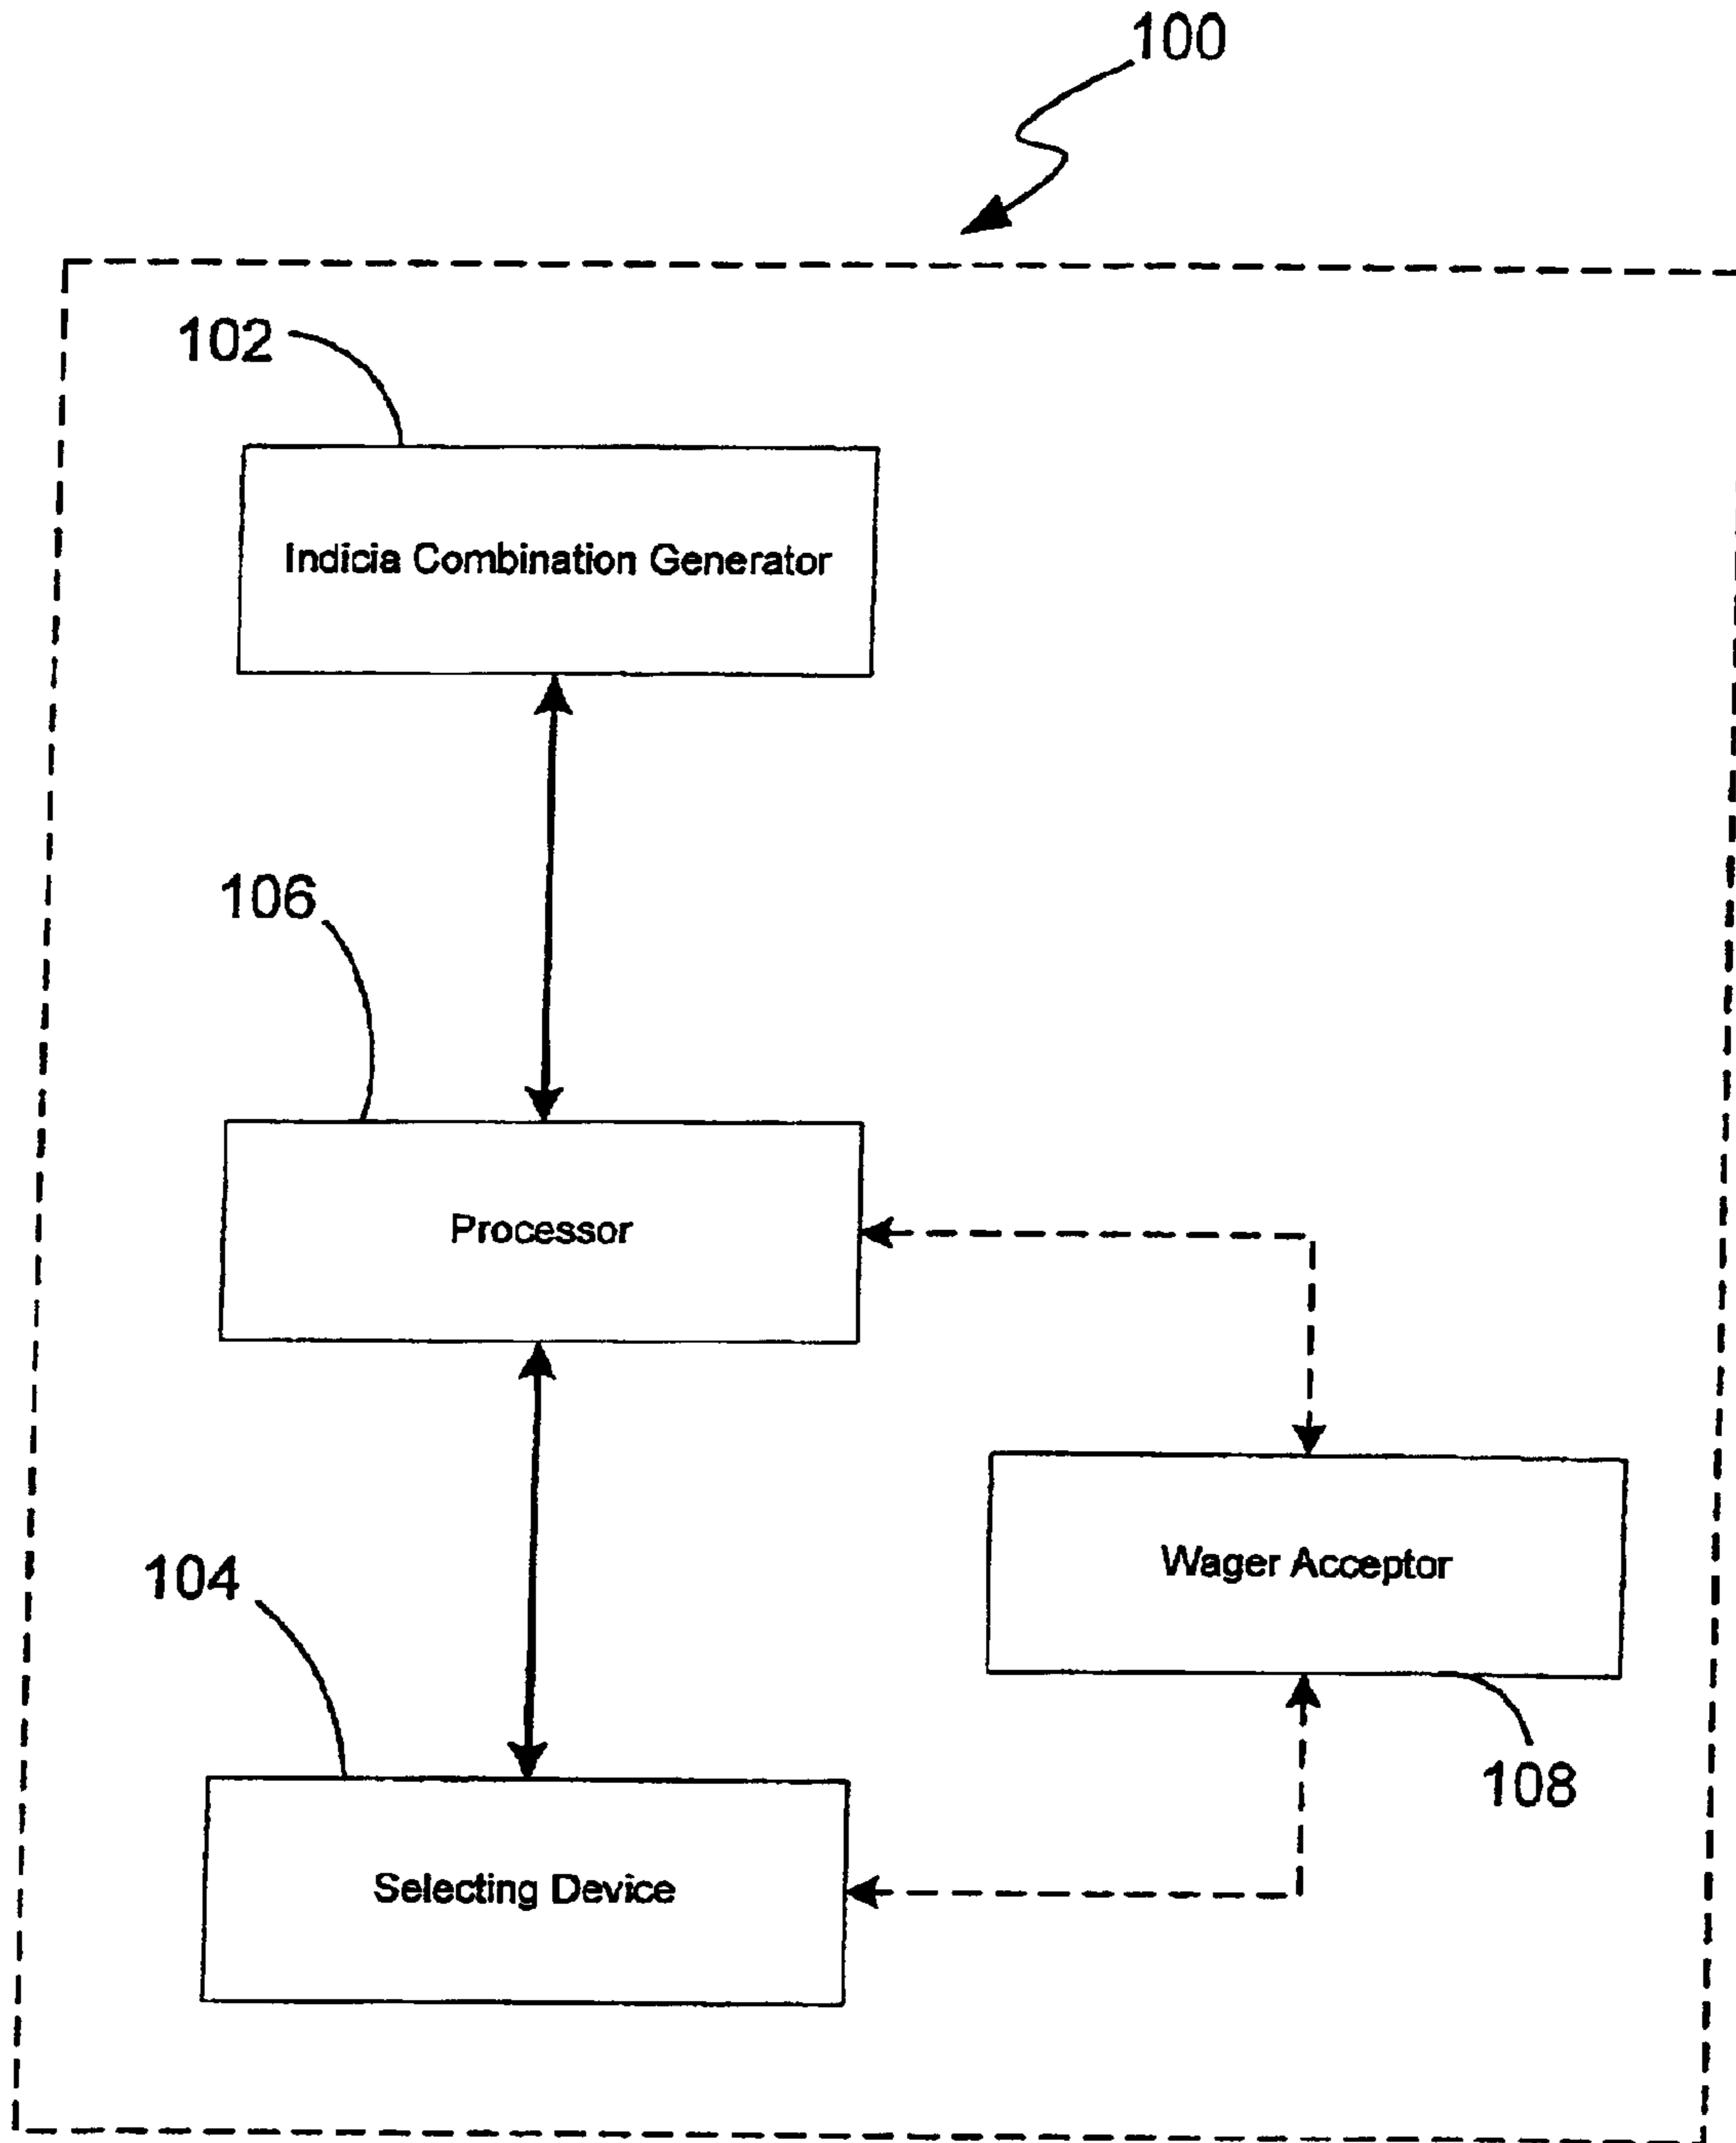 100
102
Indicia Combination Generator
106
Processor
104
Wager Acceptor
108
Selecting Device